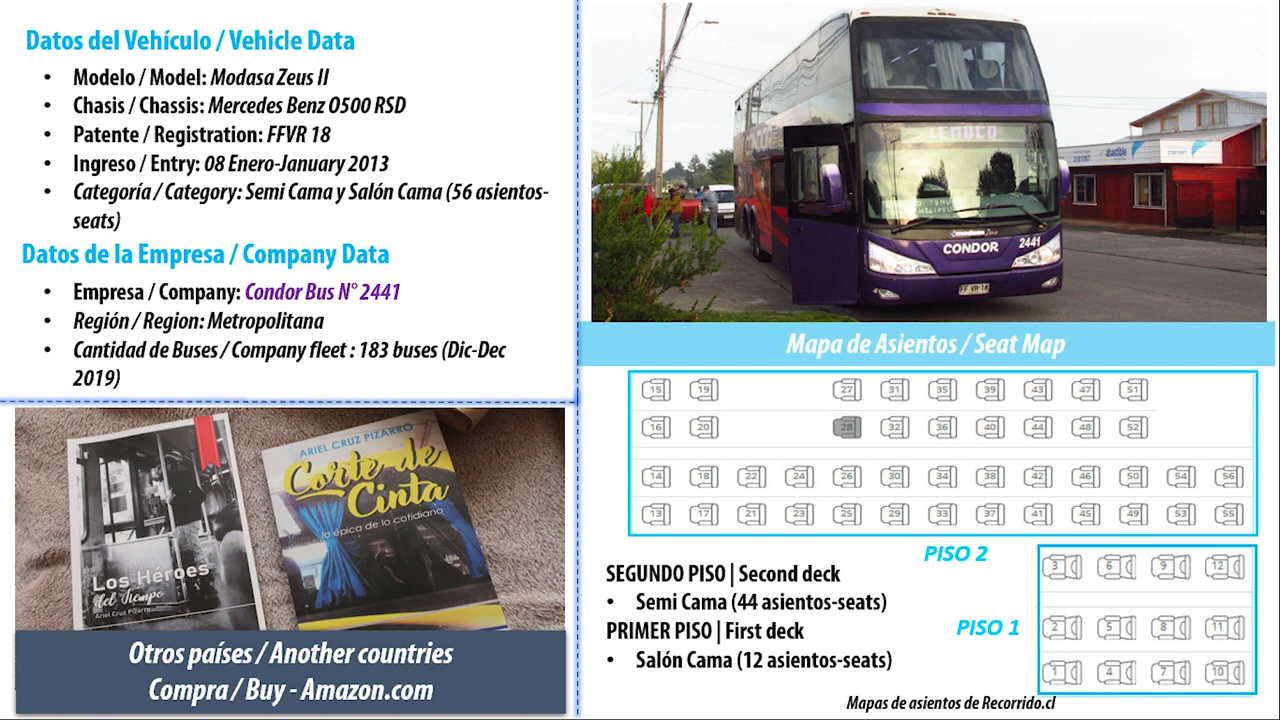 Datos del Vehículo / Vehicle Data
• Modelo / Model: Modasa Zeus II
• Chasis / Chassis: Mercedes Benz O500 RSD
• Patente / Registration: FFVR 18
• Ingreso / Entry: 08 Enero-January 2013
• Categoría / Category: Semi Cama y Salón Cama (56 asientos-
seats)
Datos de la Empresa / Company Data
• Empresa / Company: Condor Bus N° 2441
• Región / Region: Metropolitana
• Cantidad de Buses / Company fleet : 183 buses (Dic-Dec
2019)
Los Héroes
del Tiempo
Ariel Cruz Pizarro
ARIEL CRUZ PIZARRO
Corte de
Cinta
la épica de lo cotidiano
Otros países / Another countries
Compra / Buy - Amazon.com
TEMUCO
CONDOR 2441
FF VR 18
abastible
2591067
Mapa de Asientos / Seat Map
15 19 27 31 35 39 43 47 51
16 20 28 32 36 40 44 48 52
14 18 22 24 26 30 34 38 42 46 50 54 56
13 17 21 23 25 29 33 37 41 45 49 53 55
PISO 2
SEGUNDO PISO | Second deck
• Semi Cama (44 asientos-seats)
PRIMER PISO | First deck
• Salón Cama (12 asientos-seats)
PISO 1
3 6 9 12
2 5 8 11
1 4 7 10
Mapas de asientos de Recorrido.cl